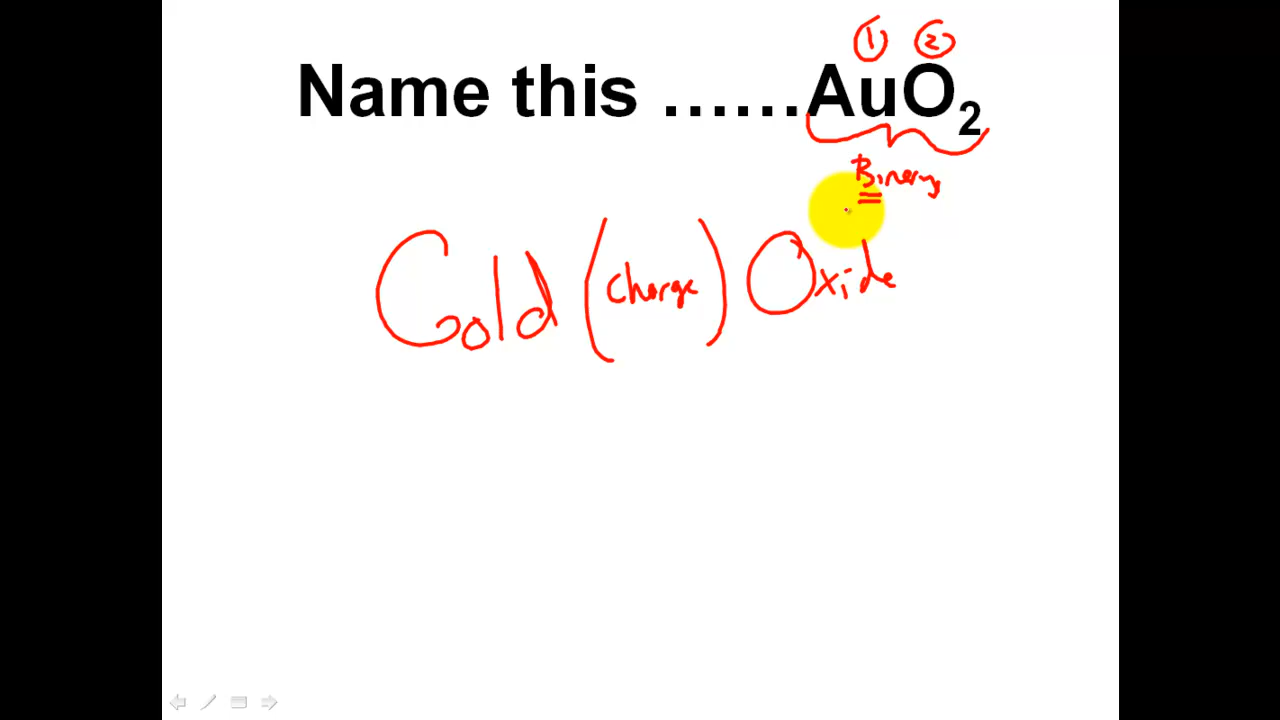 ① ②
Name this ......AuO₂
Binary
Gold (charge) Oxide